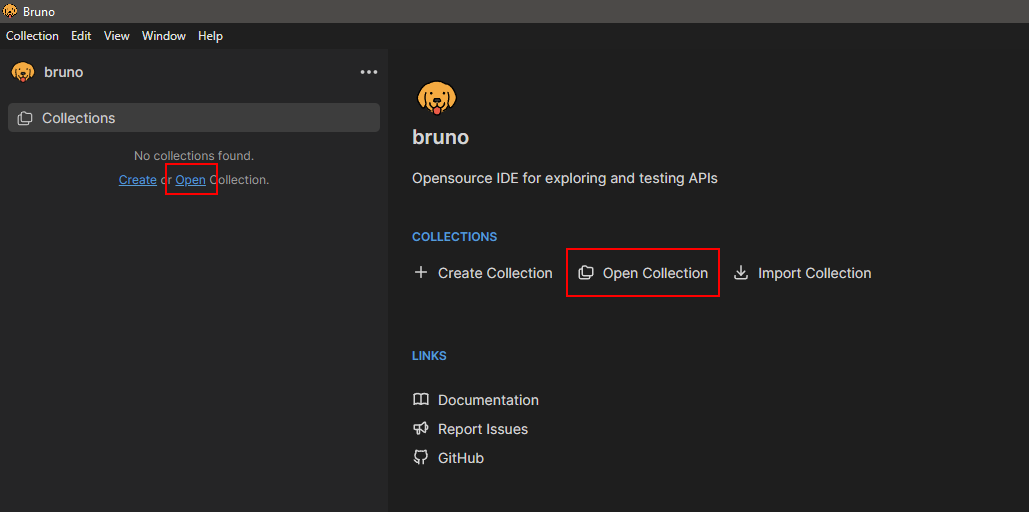 Bruno
Collection Edit View Window Help
bruno
Collections
No collections found.
Create or Open Collection.
bruno
Opensource IDE for exploring and testing APIs
COLLECTIONS
Create Collection Open Collection Import Collection
LINKS
Documentation
Report Issues
GitHub